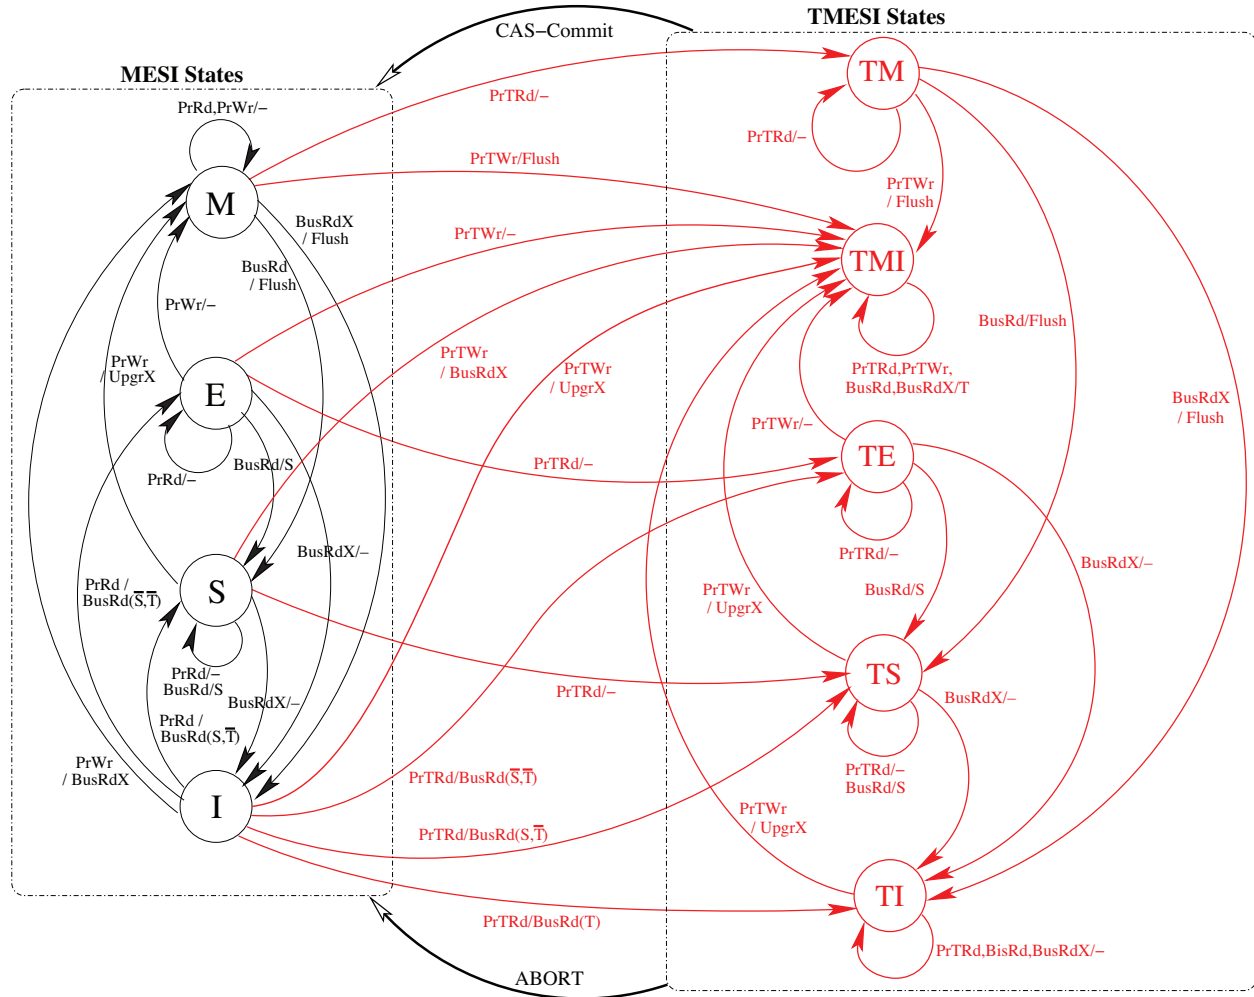 CAS−Commit
TMESI States
MESI States
PrRd,PrWr/−
M
PrTRd/−
TM
PrTRd/−
PrTWr/Flush
PrTWr
/ Flush
BusRdX
/ Flush
BusRd
/ Flush
PrTWr/−
TMI
PrWr/−
BusRd/Flush
PrWr
/ UpgrX
PrTWr
/ BusRdX
PrTWr
/ UpgrX
PrTRd,PrTWr,
BusRd,BusRdX/T
BusRdX
/ Flush
E
PrTWr/−
BusRd/S
PrRd/−
PrTRd/−
TE
PrTRd/−
BusRdX/−
BusRdX/−
PrRd /
BusRd(S̅,T̅)
S
BusRd/S
PrTWr
/ UpgrX
PrRd/−
BusRd/S
BusRdX/−
PrTRd/−
TS
BusRdX/−
PrRd /
BusRd(S,T̅)
PrTRd/−
BusRd/S
PrWr
/ BusRdX
PrTRd/BusRd(S̅,T̅)
I
PrTRd/BusRd(S,T̅)
PrTWr
/ UpgrX
TI
PrTRd/BusRd(T)
PrTRd,BisRd,BusRdX/−
ABORT